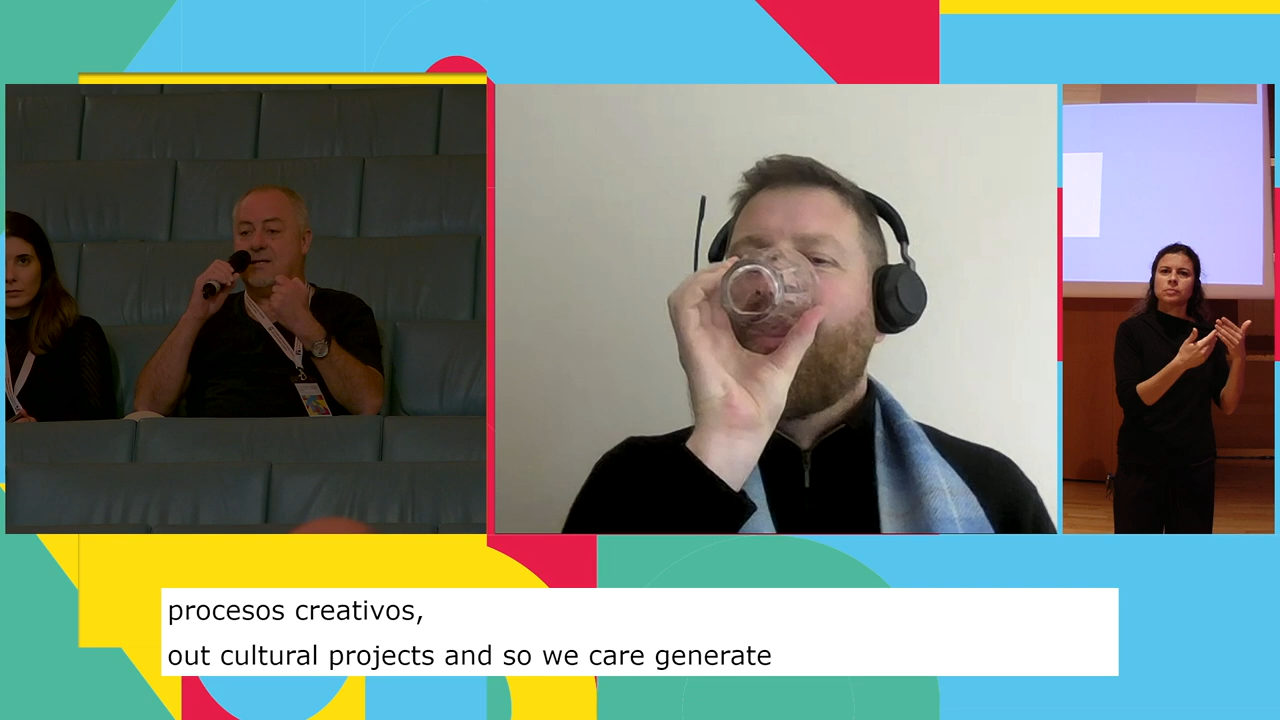 procesos creativos,
out cultural projects and so we care generate